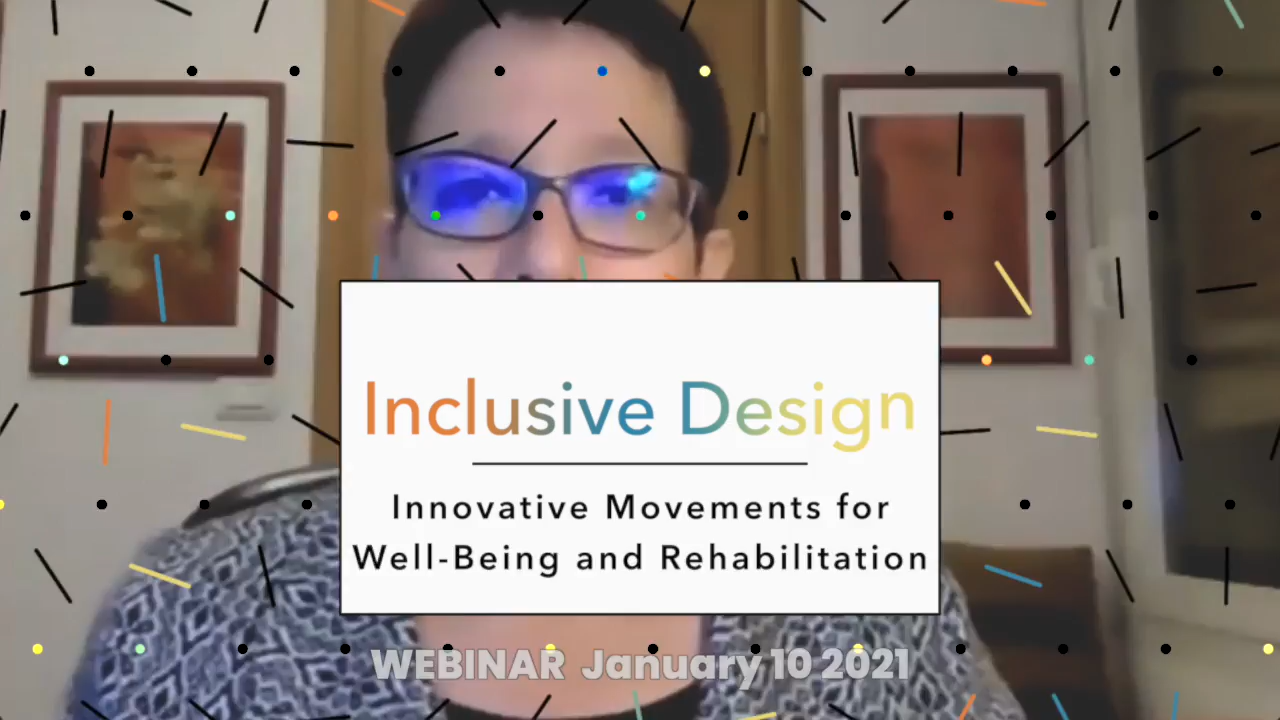 Inclusive Design
Innovative Movements for
Well-Being and Rehabilitation
WEBINAR January 10 2021